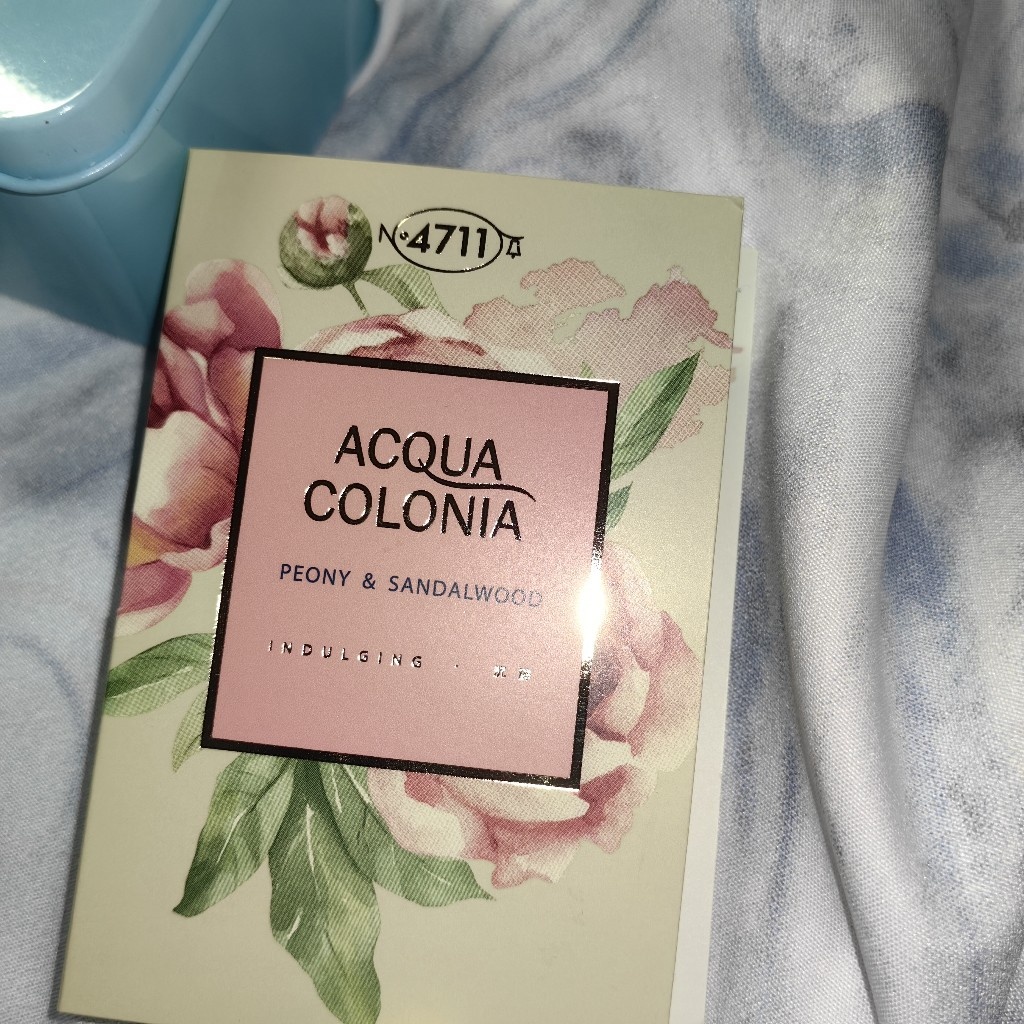 Nº4711
ACQUA
COLONIA
PEONY & SANDALWOOD
INDULGING ·